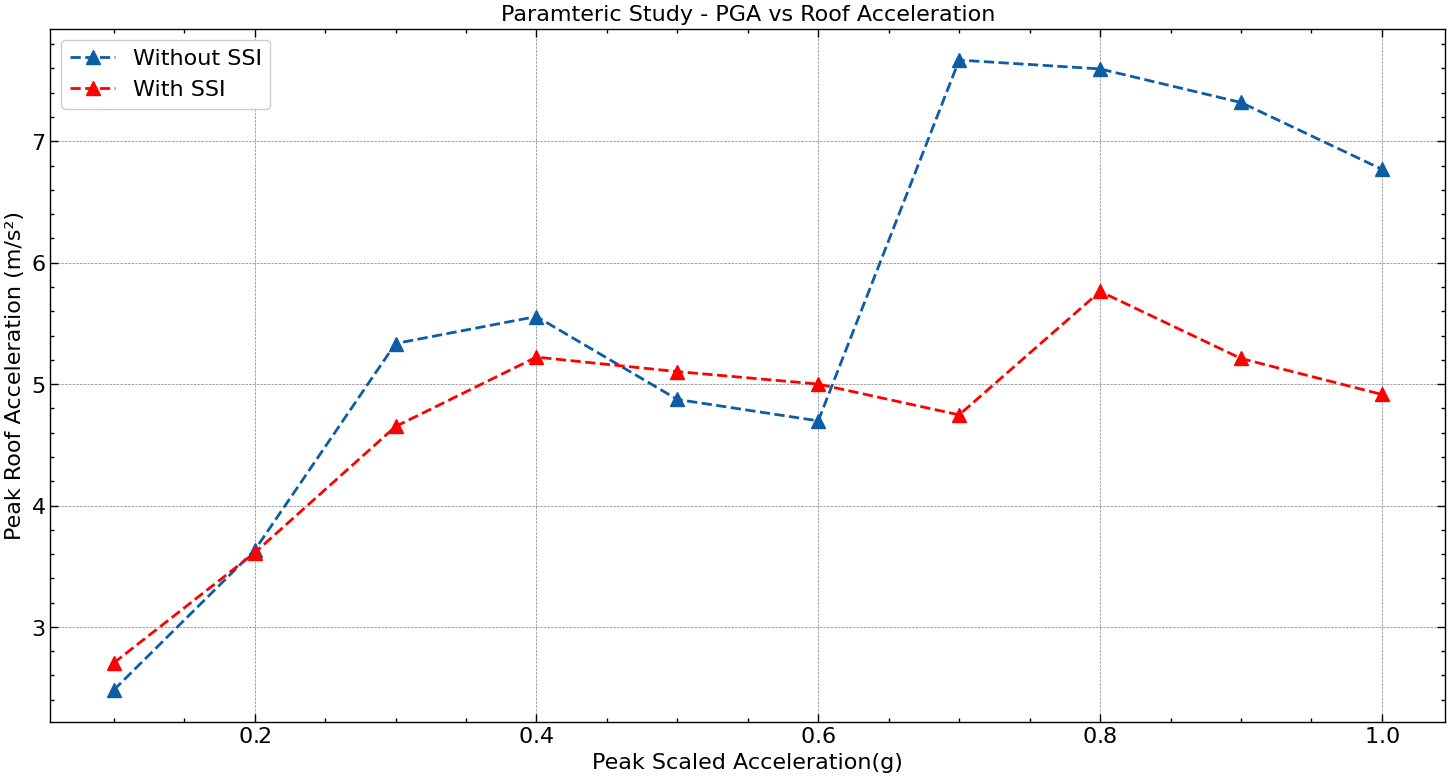 Paramteric Study - PGA vs Roof Acceleration
Without SSI
With SSI
Peak Roof Acceleration (m/s²)
7
6
5
4
3
0.2
0.4
0.6
0.8
1.0
Peak Scaled Acceleration(g)